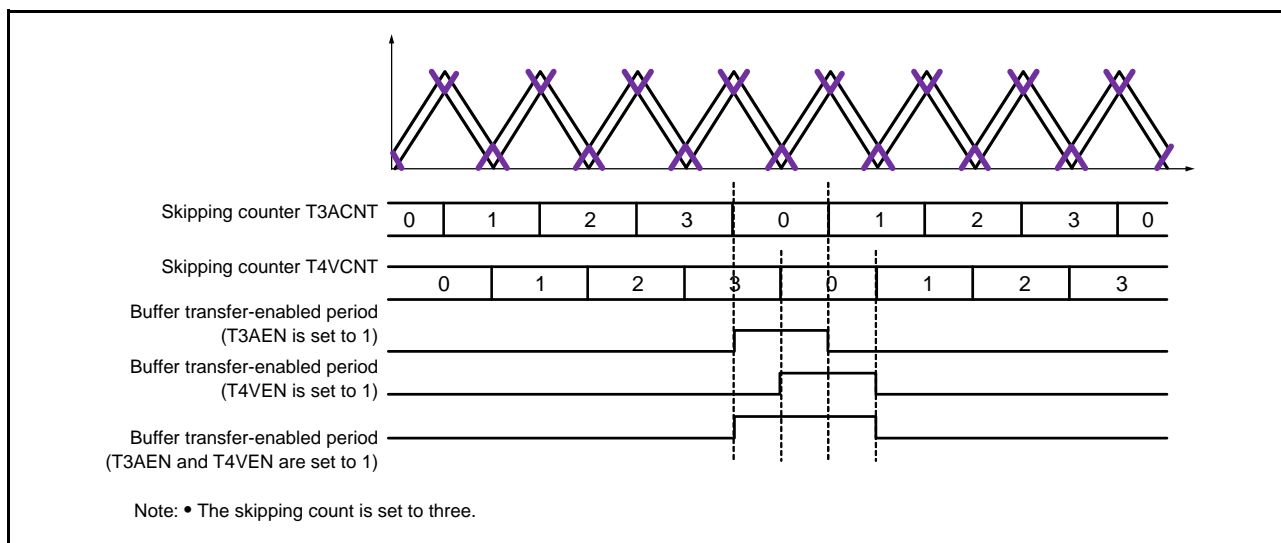 Skipping counter T3ACNT
0 1 2 3 0 1 2 3 0
Skipping counter T4VCNT
0 1 2 3 0 1 2 3
Buffer transfer-enabled period
(T3AEN is set to 1)
Buffer transfer-enabled period
(T4VEN is set to 1)
Buffer transfer-enabled period
(T3AEN and T4VEN are set to 1)
Note: • The skipping count is set to three.